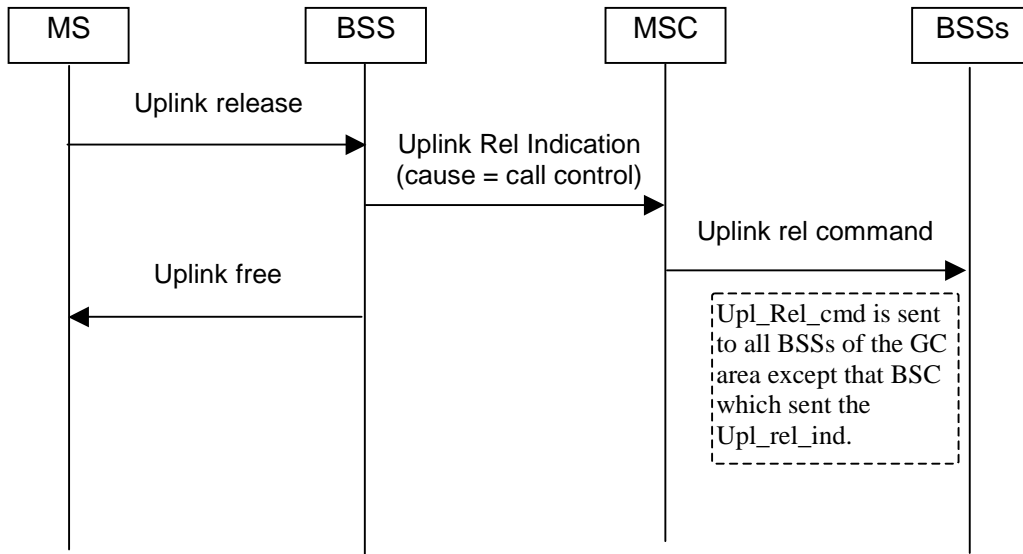 MS
BSS
MSC
BSSs
Uplink release
Uplink Rel Indication
(cause = call control)
Uplink rel command
Uplink free
Upl_Rel_cmd is sent
to all BSSs of the GC
area except that BSC
which sent the
Upl_rel_ind.